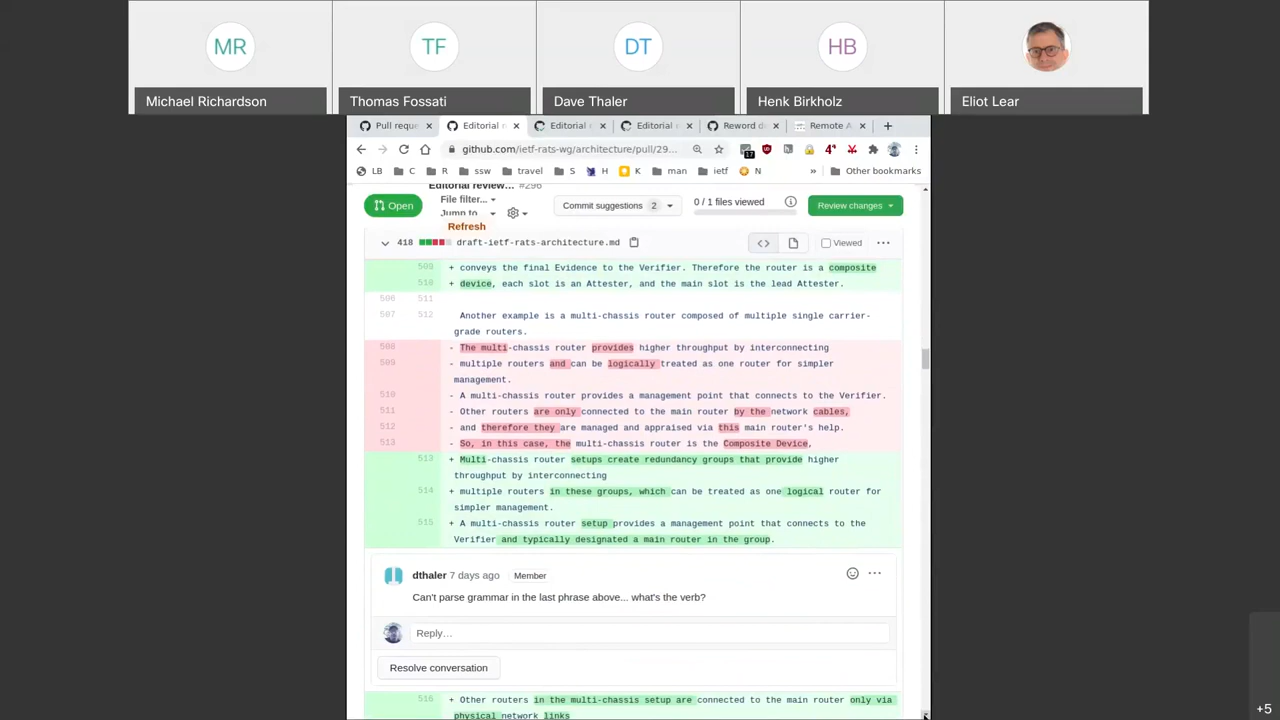 MR
TF
DT
HB
Michael Richardson
Thomas Fossati
Dave Thaler
Henk Birkholz
Eliot Lear
Pull reque
Editorial r
Editorial
Editorial e
Reword de
Remote A
github.com/ietf-rats-wg/architecture/pull/29...
17
4
LB
C
R
ssw
travel
S
H
K
man
ietf
N
»
Other bookmarks
Editorial review… #296
Open
File filter...
Jump to
Refresh
Commit suggestions 2
0 / 1 files viewed
Review changes
418 draft-ietf-rats-architecture.md
Viewed
509 + conveys the final Evidence to the Verifier. Therefore the router is a composite
510 + device, each slot is an Attester, and the main slot is the lead Attester.
506 511
507 512 Another example is a multi-chassis router composed of multiple single carrier-
grade routers.
508 - The multi-chassis router provides higher throughput by interconnecting
509 - multiple routers and can be logically treated as one router for simpler
management.
510 - A multi-chassis router provides a management point that connects to the Verifier.
511 - Other routers are only connected to the main router by the network cables,
512 - and therefore they are managed and appraised via this main router's help.
513 - So, in this case, the multi-chassis router is the Composite Device,
513 + Multi-chassis router setups create redundancy groups that provide higher
throughput by interconnecting
514 + multiple routers in these groups, which can be treated as one logical router for
simpler management.
515 + A multi-chassis router setup provides a management point that connects to the
Verifier and typically designated a main router in the group.
dthaler 7 days ago Member
Can't parse grammar in the last phrase above... what's the verb?
Reply…
Resolve conversation
516 + Other routers in the multi-chassis setup are connected to the main router only via
physical network links
+5